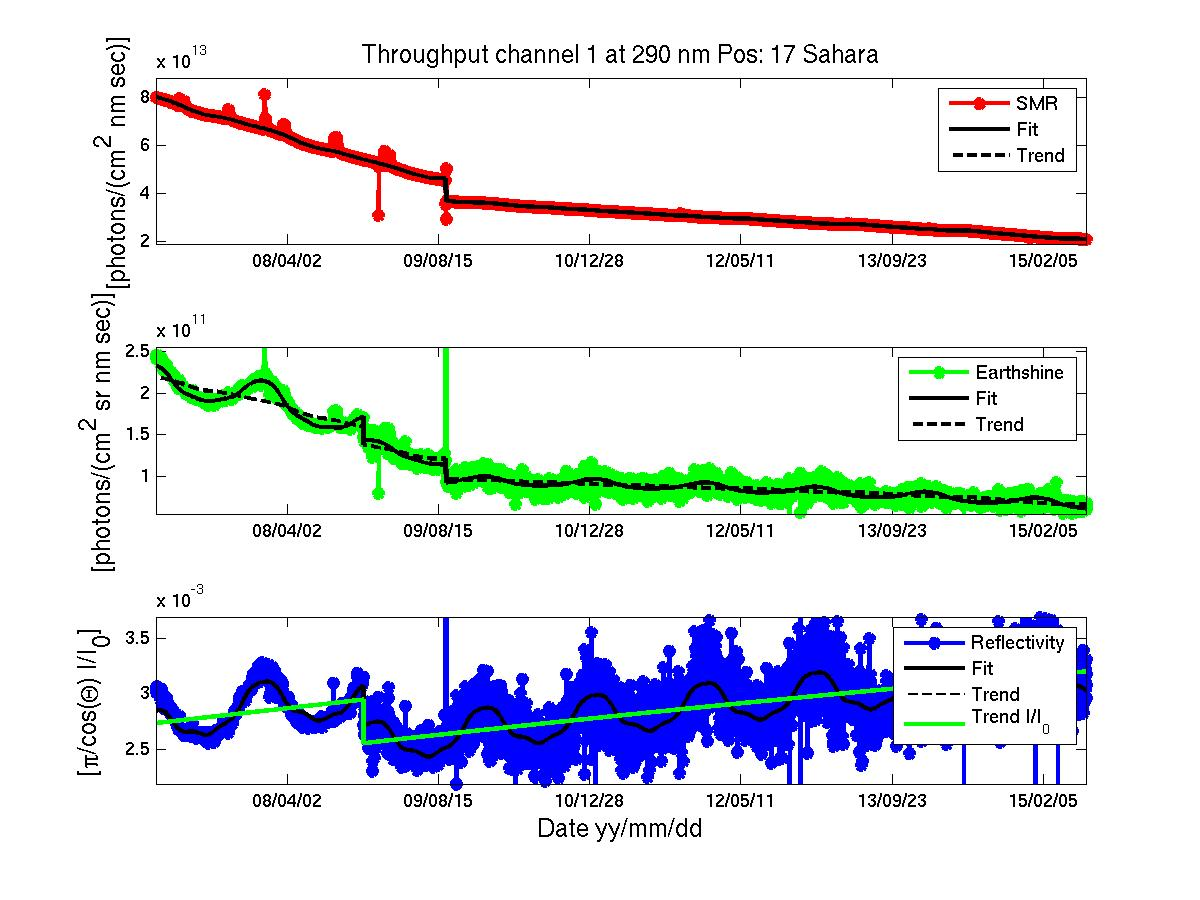 Throughput channel 1 at 290 nm Pos: 17 Sahara
x 10^13
[photons/(cm^2 nm sec)]
8
6
4
2
SMR
Fit
Trend
08/04/02 09/08/15 10/12/28 12/05/11 13/09/23 15/02/05
x 10^11
[photons/(cm^2 sr nm sec)]
2.5
2
1.5
1
Earthshine
Fit
Trend
08/04/02 09/08/15 10/12/28 12/05/11 13/09/23 15/02/05
x 10^-3
[π/cos(Θ) I/I_0]
3.5
3
2.5
Reflectivity
Fit
Trend
Trend I/I_0
08/04/02 09/08/15 10/12/28 12/05/11 13/09/23 15/02/05
Date yy/mm/dd